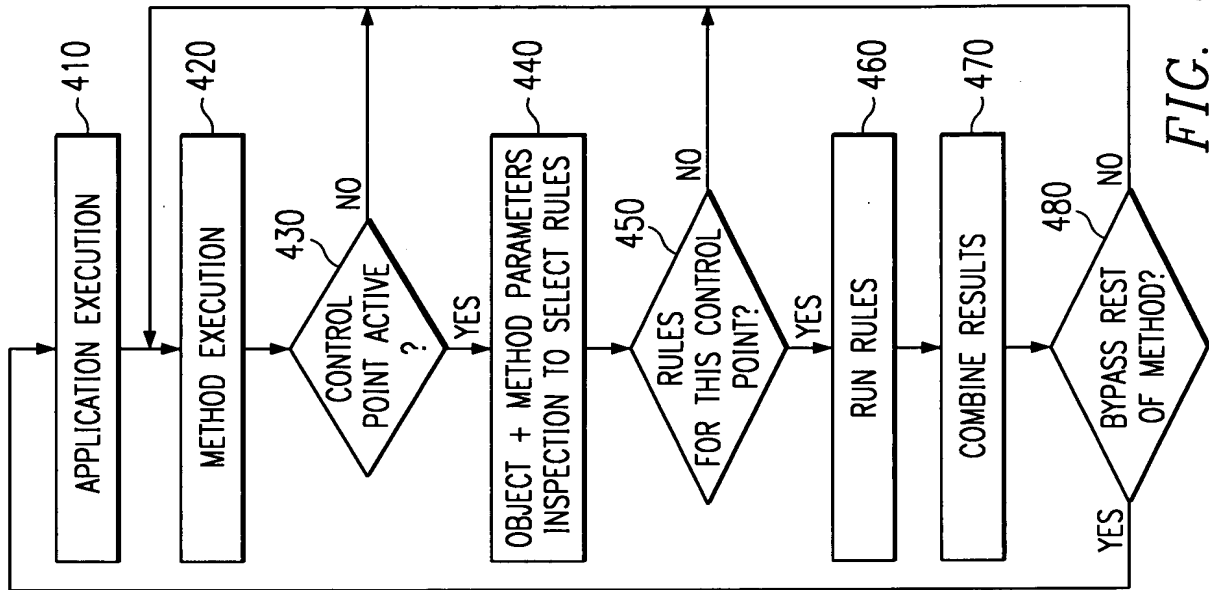 APPLICATION EXECUTION
410
METHOD EXECUTION
420
CONTROL
POINT ACTIVE
?
430
NO
YES
OBJECT + METHOD PARAMETERS
INSPECTION TO SELECT RULES
440
RULES
FOR THIS CONTROL
POINT?
450
NO
YES
RUN RULES
460
COMBINE RESULTS
470
BYPASS REST
OF METHOD?
480
YES
NO
FIG.